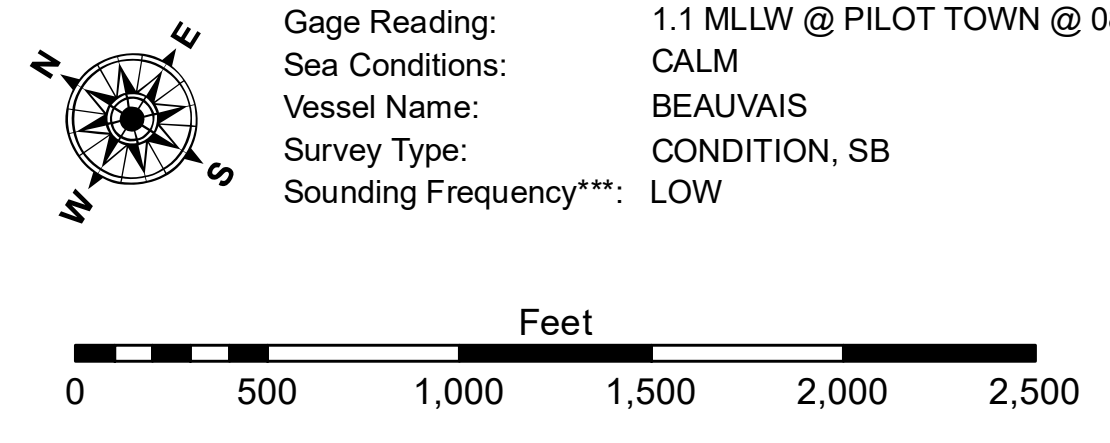 N
E
S
W
Gage Reading: 1.1 MLLW @ PILOT TOWN @
Sea Conditions: CALM
Vessel Name: BEAUVAIS
Survey Type: CONDITION, SB
Sounding Frequency***: LOW
Feet
0 500 1,000 1,500 2,000 2,500